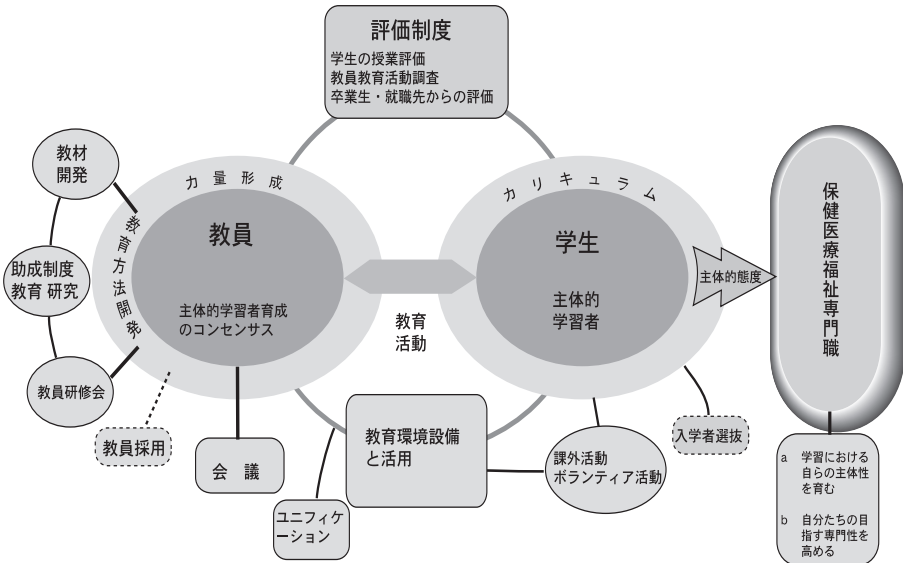 評価制度
学生の授業評価
教員教育活動調査
卒業生・就職先からの評価
教材
開発
助成制度
教育 研究
教員研修会
教育方法開発
力量形成
教員
主体的学習者育成
のコンセンサス
教育
活動
カリキュラム
学生
主体的
学習者
主体的態度
保健医療福祉専門職
教員採用
会 議
ユニフィケ
ーション
教育環境設備
と活用
課外活動
ボランティア活動
入学者選抜
a 学習における
自らの主体性
を育む
b 自分たちの目
指す専門性を
高める